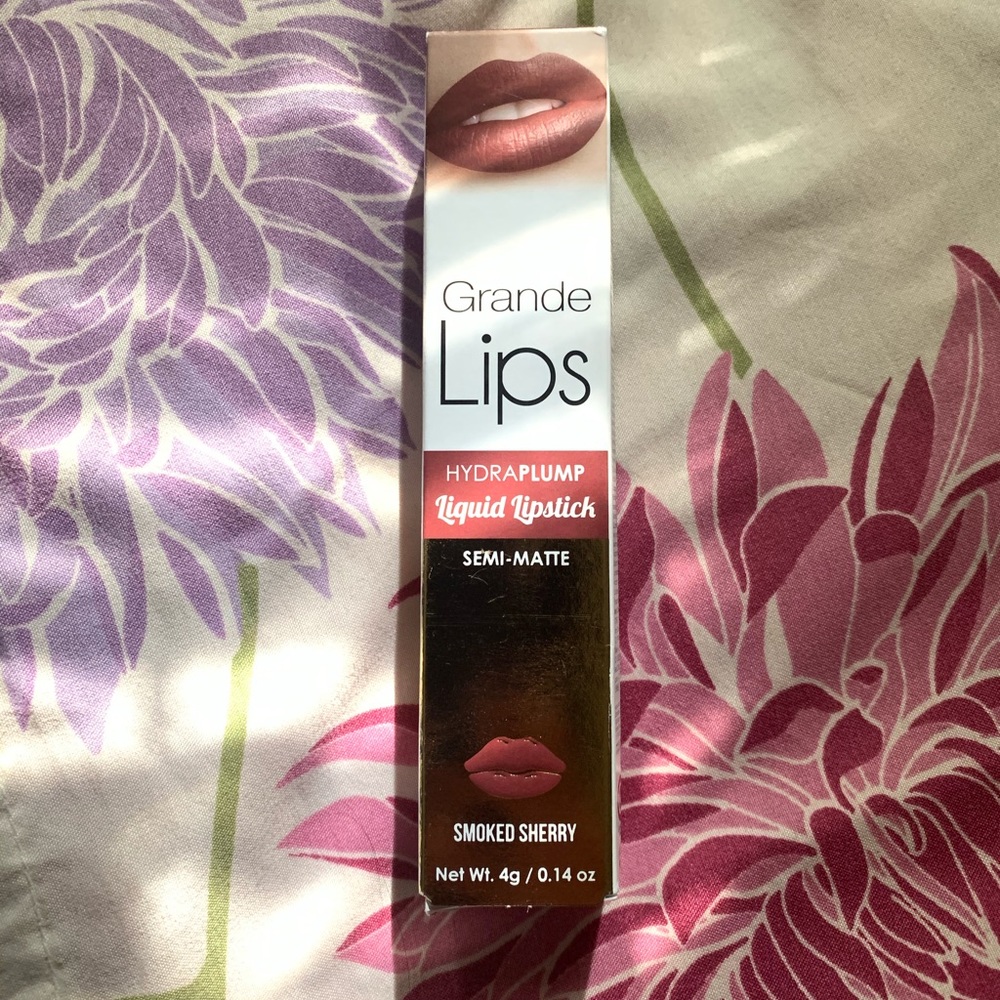 Grande
Lips
HYDRAPLUMP
Liquid Lipstick
SEMI-MATTE
SMOKED SHERRY
Net Wt. 4g / 0.14 oz